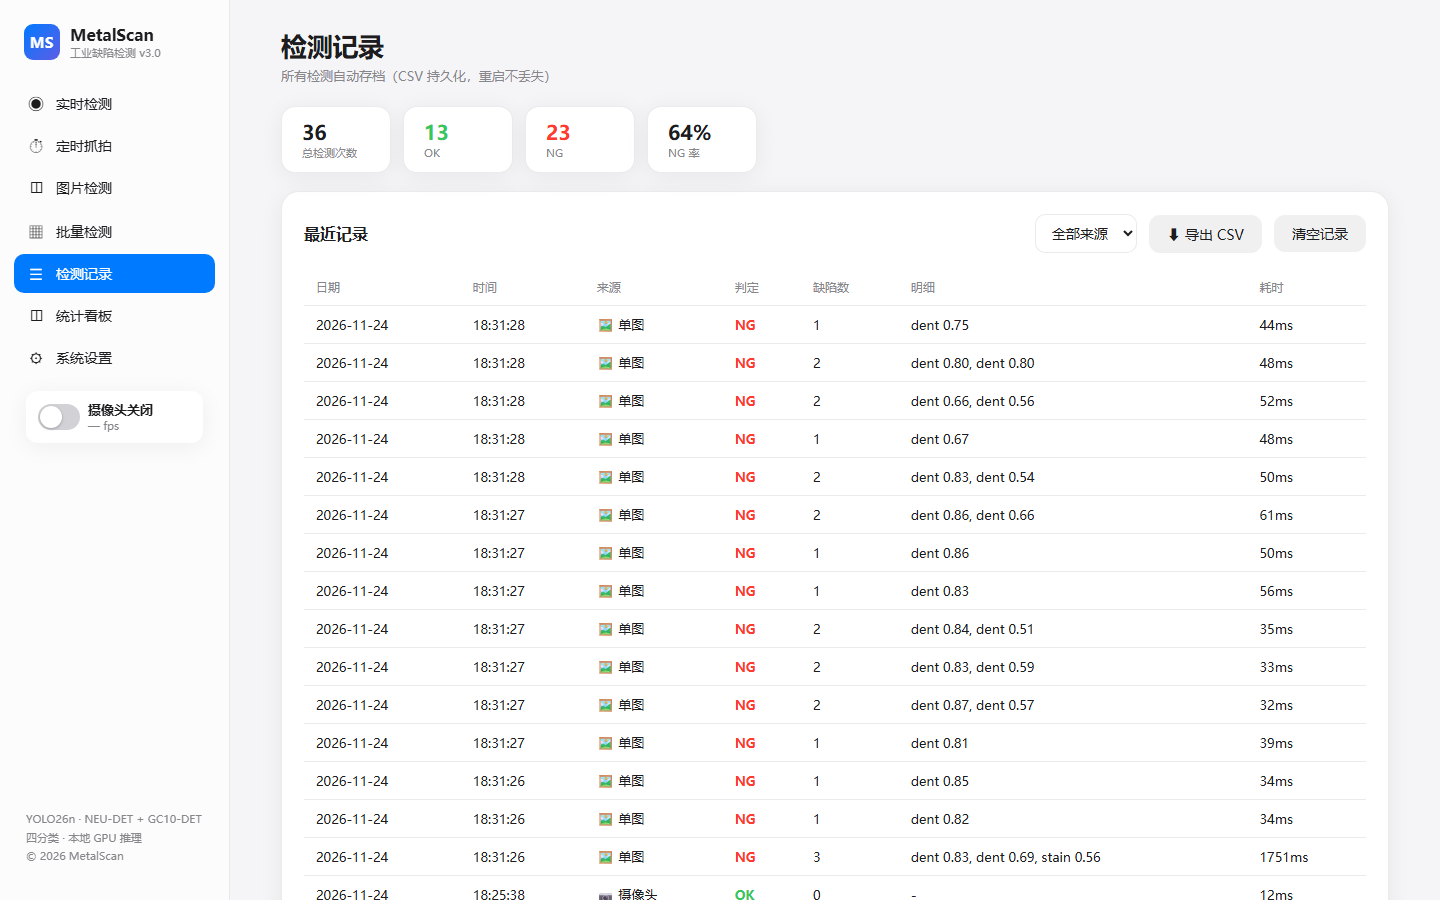 MS
MetalScan
工业缺陷检测 v3.0
实时检测
定时抓拍
图片检测
批量检测
检测记录
统计看板
系统设置
摄像头关闭
— fps
YOLO26n · NEU-DET + GC10-DET
四分类 · 本地 GPU 推理
© 2026 MetalScan
检测记录
所有检测自动存档（CSV 持久化，重启不丢失）
36
总检测次数
13
OK
23
NG
64%
NG 率
最近记录
全部来源
⬇ 导出 CSV
清空记录
日期 时间 来源 判定 缺陷数 明细 耗时
2026-11-24 18:31:28 单图 NG 1 dent 0.75 44ms
2026-11-24 18:31:28 单图 NG 2 dent 0.80, dent 0.80 48ms
2026-11-24 18:31:28 单图 NG 2 dent 0.66, dent 0.56 52ms
2026-11-24 18:31:28 单图 NG 1 dent 0.67 48ms
2026-11-24 18:31:28 单图 NG 2 dent 0.83, dent 0.54 50ms
2026-11-24 18:31:27 单图 NG 2 dent 0.86, dent 0.66 61ms
2026-11-24 18:31:27 单图 NG 1 dent 0.86 50ms
2026-11-24 18:31:27 单图 NG 1 dent 0.83 56ms
2026-11-24 18:31:27 单图 NG 2 dent 0.84, dent 0.51 35ms
2026-11-24 18:31:27 单图 NG 2 dent 0.83, dent 0.59 33ms
2026-11-24 18:31:27 单图 NG 2 dent 0.87, dent 0.57 32ms
2026-11-24 18:31:27 单图 NG 1 dent 0.81 39ms
2026-11-24 18:31:26 单图 NG 1 dent 0.85 34ms
2026-11-24 18:31:26 单图 NG 1 dent 0.82 34ms
2026-11-24 18:31:26 单图 NG 3 dent 0.83, dent 0.69, stain 0.56 1751ms
2026-11-24 18:25:38 摄像头 OK 0 - 12ms